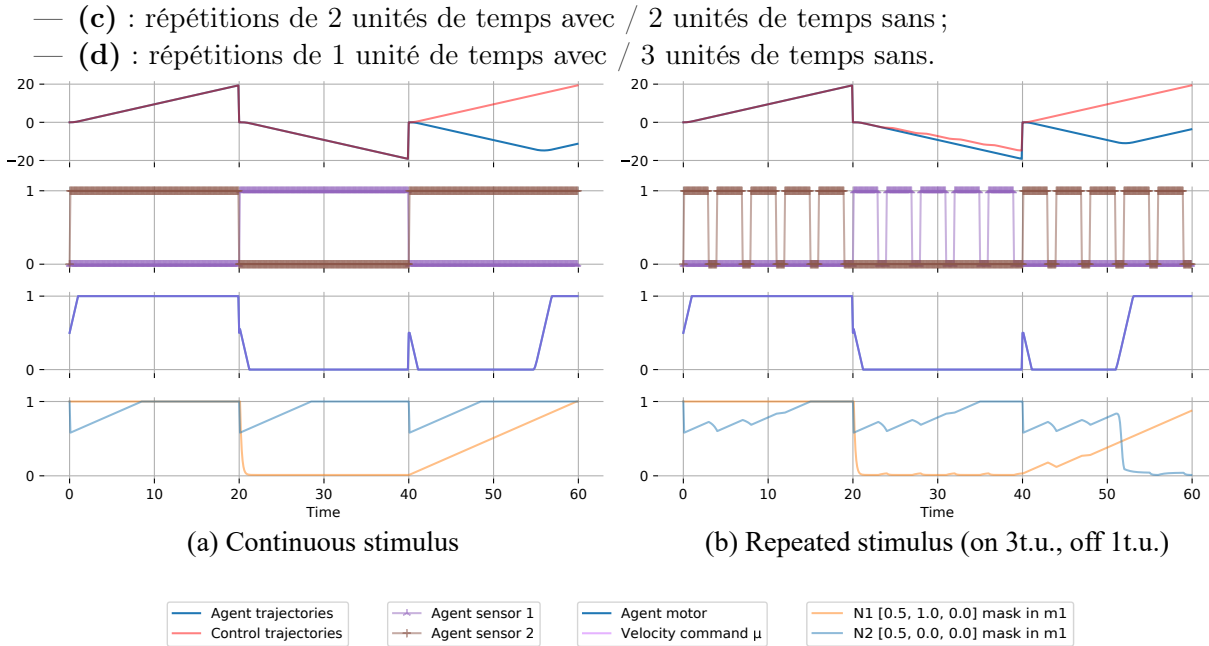 — (c) : répétitions de 2 unités de temps avec / 2 unités de temps sans ;
— (d) : répétitions de 1 unité de temps avec / 3 unités de temps sans.
20
0
−20
1
0
1
0
1
0
0 10 20 30 40 50 60
Time
(a) Continuous stimulus
20
0
−20
1
0
1
0
1
0
0 10 20 30 40 50 60
Time
(b) Repeated stimulus (on 3t.u., off 1t.u.)
Agent trajectories
Control trajectories
Agent sensor 1
Agent sensor 2
Agent motor
Velocity command μ
N1 [0.5, 1.0, 0.0] mask in m1
N2 [0.5, 0.0, 0.0] mask in m1